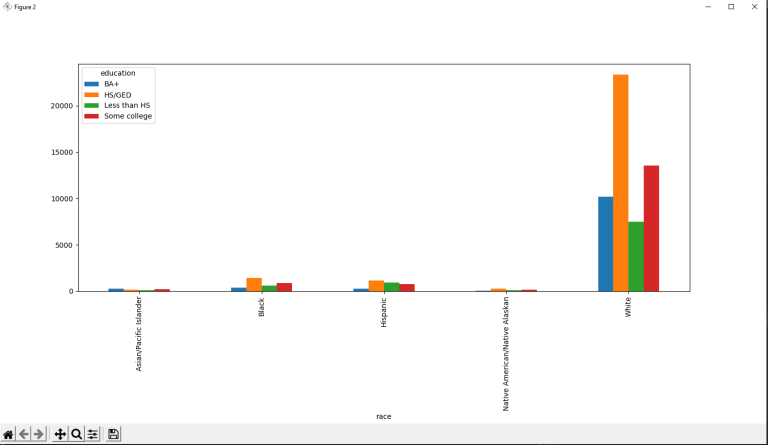 Figure 2
education
BA+
HS/GED
Less than HS
Some college
20000
15000
10000
5000
0
Asian/Pacific Islander
Black
Hispanic
Native American/Native Alaskan
White
race